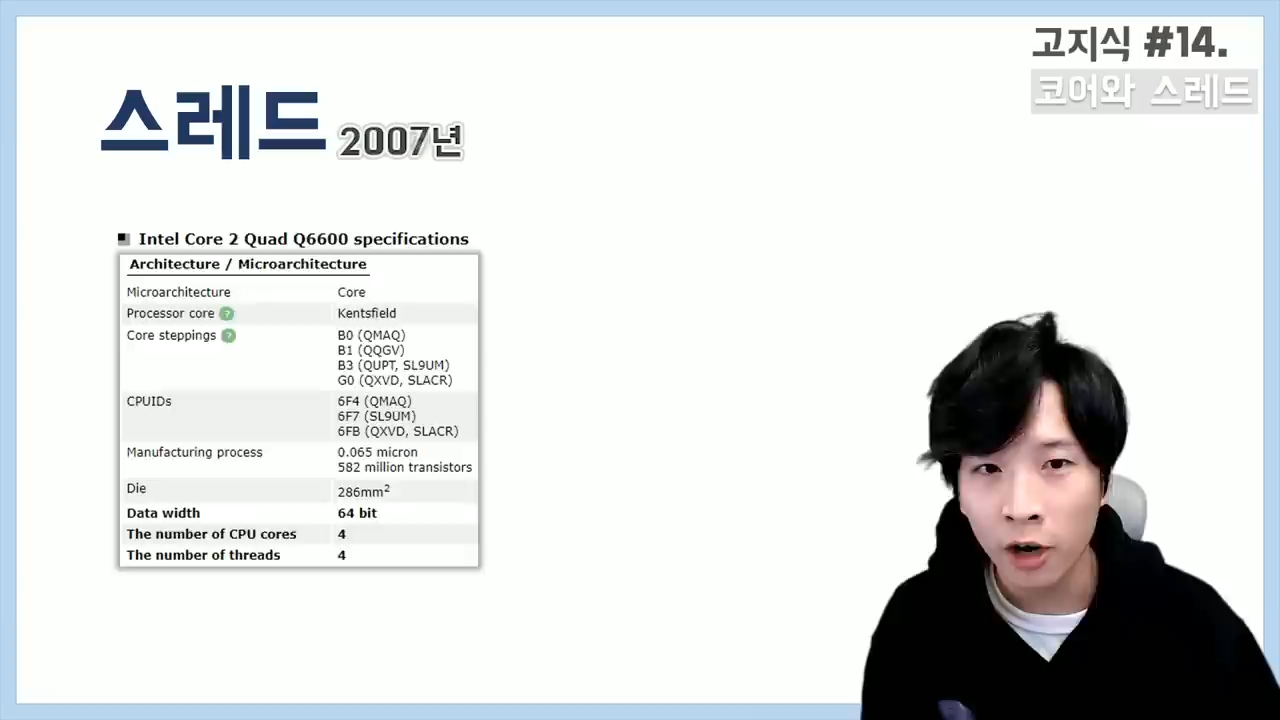 고지식 #14.
코어와 스레드
스레드 2007년
Intel Core 2 Quad Q6600 specifications
Architecture / Microarchitecture
Microarchitecture Core
Processor core ? Kentsfield
Core steppings ? B0 (QMAQ)
B1 (QQGV)
B3 (QUPT, SL9UM)
G0 (QXVD, SLACR)
CPUIDs 6F4 (QMAQ)
6F7 (SL9UM)
6FB (QXVD, SLACR)
Manufacturing process 0.065 micron
582 million transistors
Die 286mm²
Data width 64 bit
The number of CPU cores 4
The number of threads 4